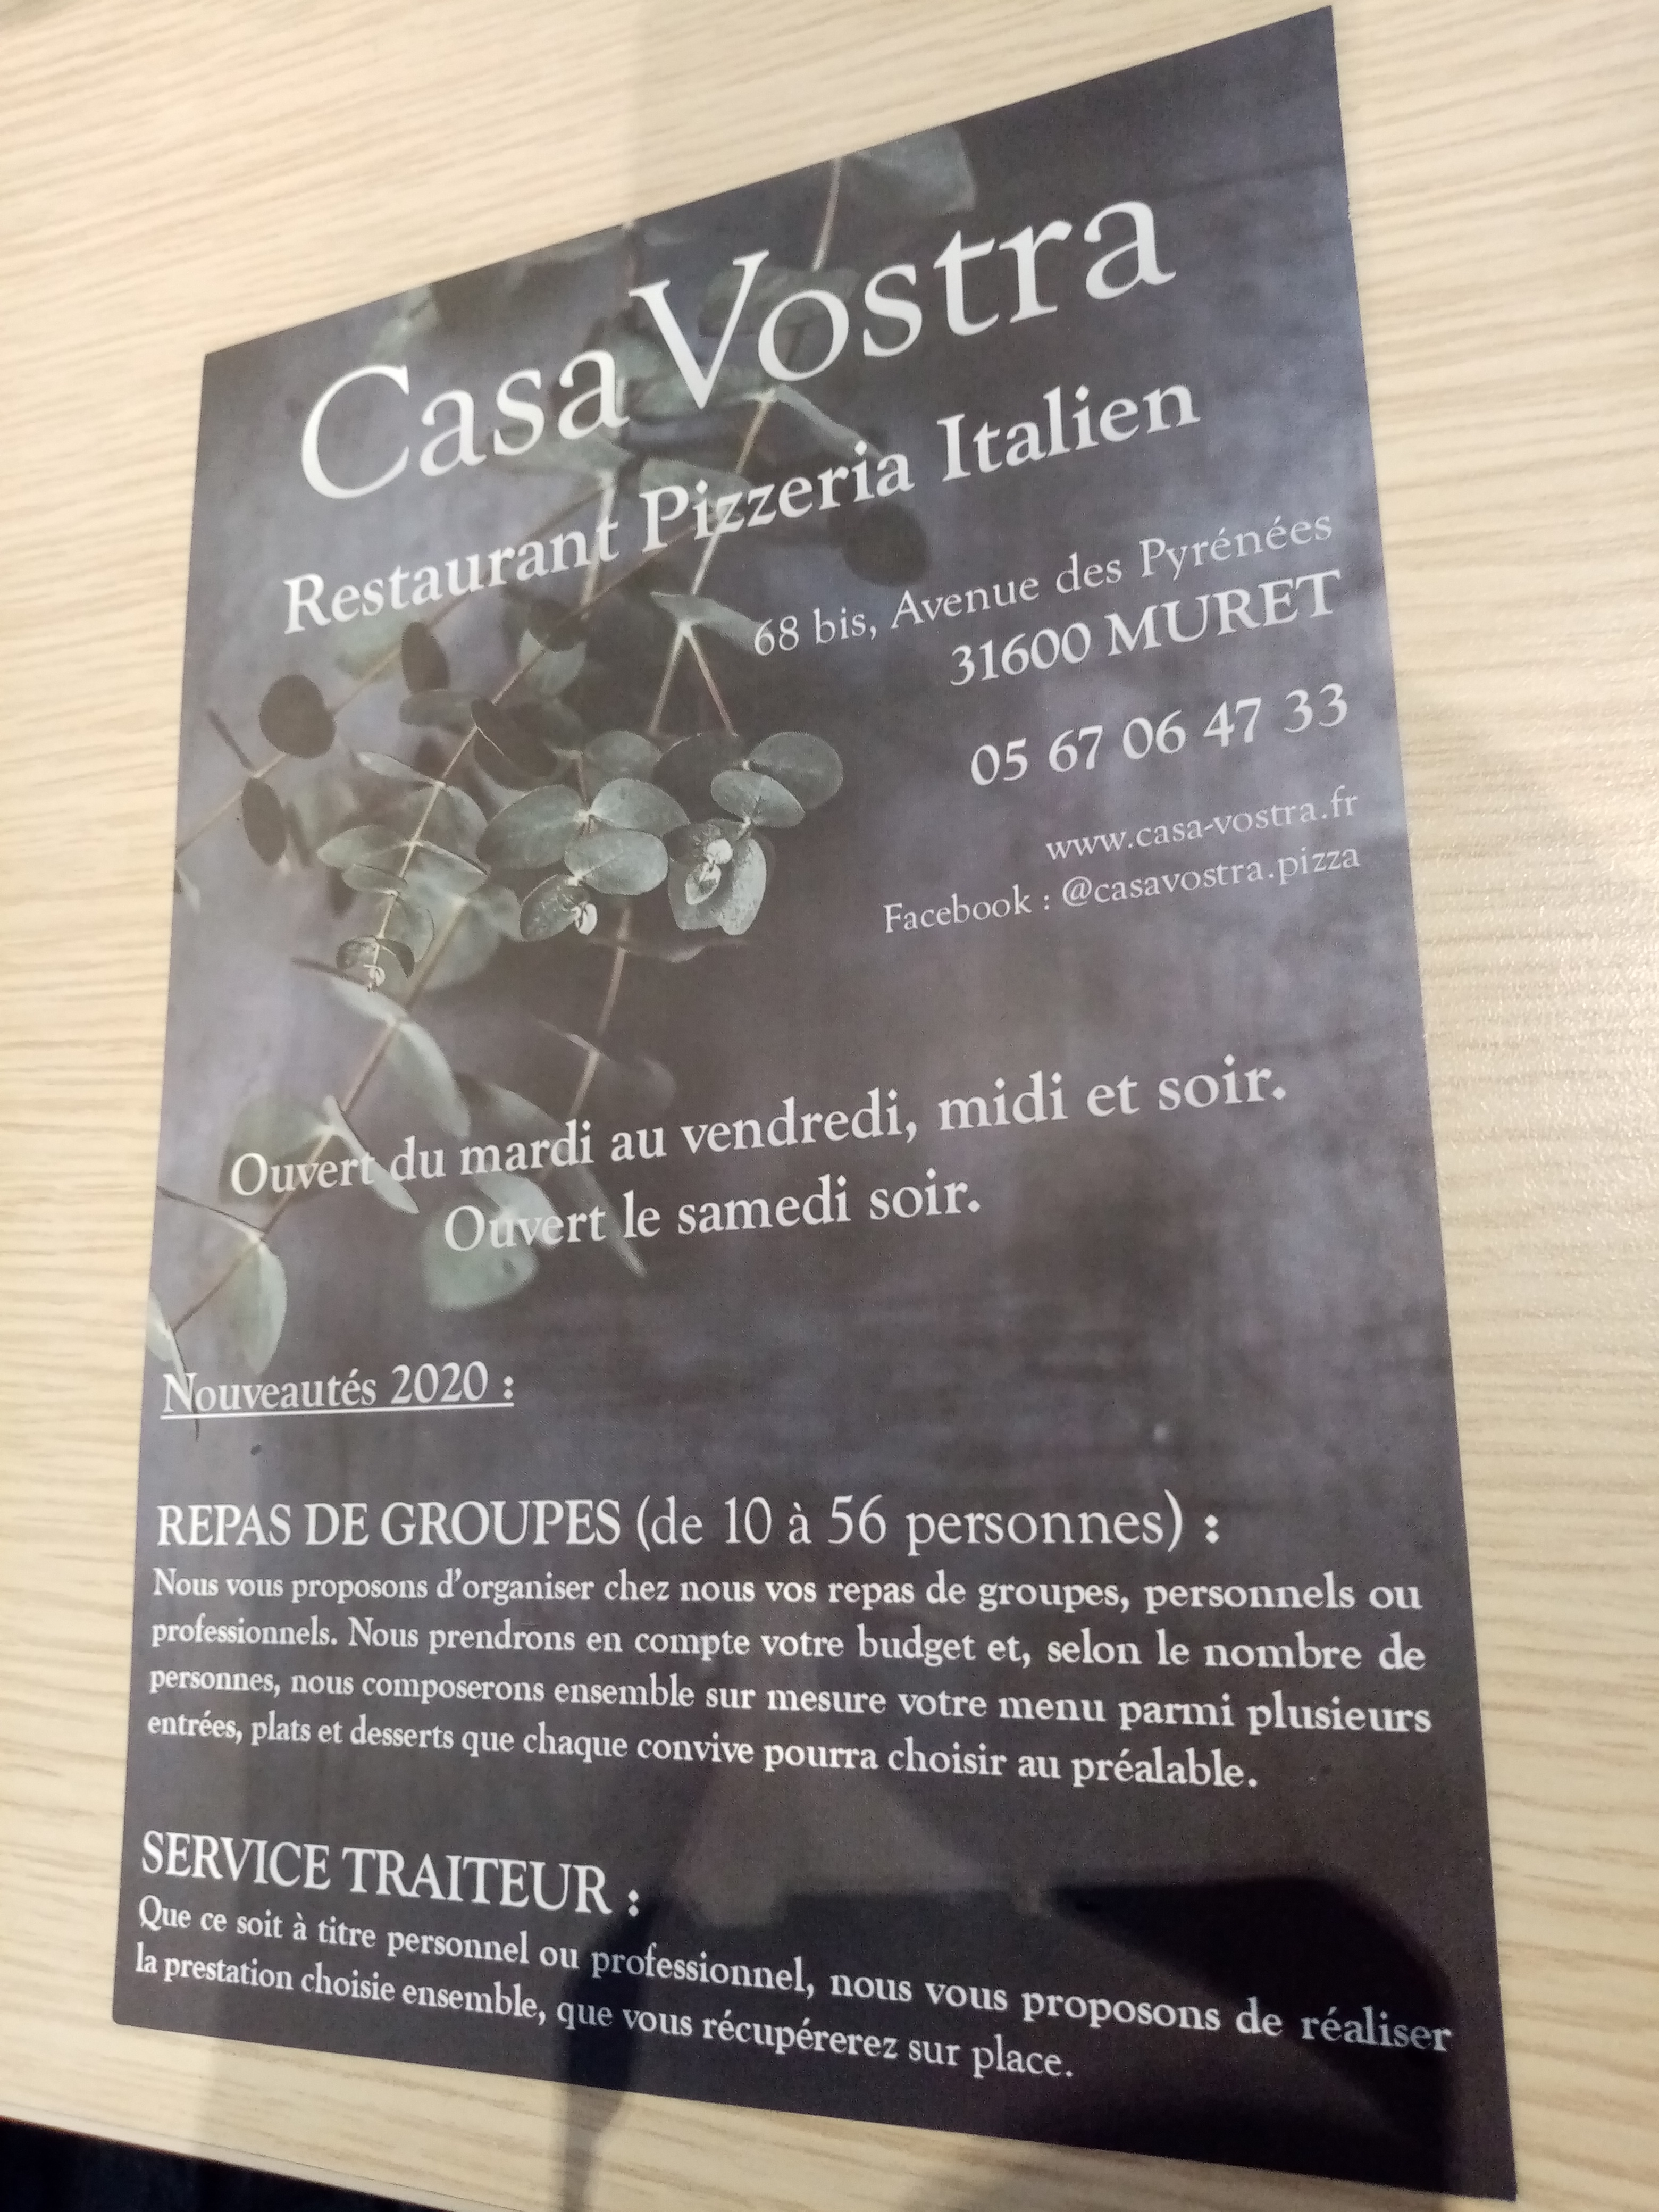 Casa Vostra
Restaurant Pizzeria Italien
68 bis, Avenue des Pyrénées
31600 MURET
05 67 06 47 33
www.casa-vostra.fr
Facebook : @casavostra.pizza
Ouvert du mardi au vendredi, midi et soir.
Ouvert le samedi soir.
Nouveautés 2020 :
REPAS DE GROUPES (de 10 à 56 personnes) :
Nous vous proposons d'organiser chez nous vos repas de groupes, personnels ou
professionnels. Nous prendrons en compte votre budget et, selon le nombre de
personnes, nous composerons ensemble sur mesure votre menu parmi plusieurs
entrées, plats et desserts que chaque convive pourra choisir au préalable.
SERVICE TRAITEUR :
Que ce soit à titre personnel ou professionnel, nous vous proposons de réaliser
la prestation choisie ensemble, que vous récupérerez sur place.